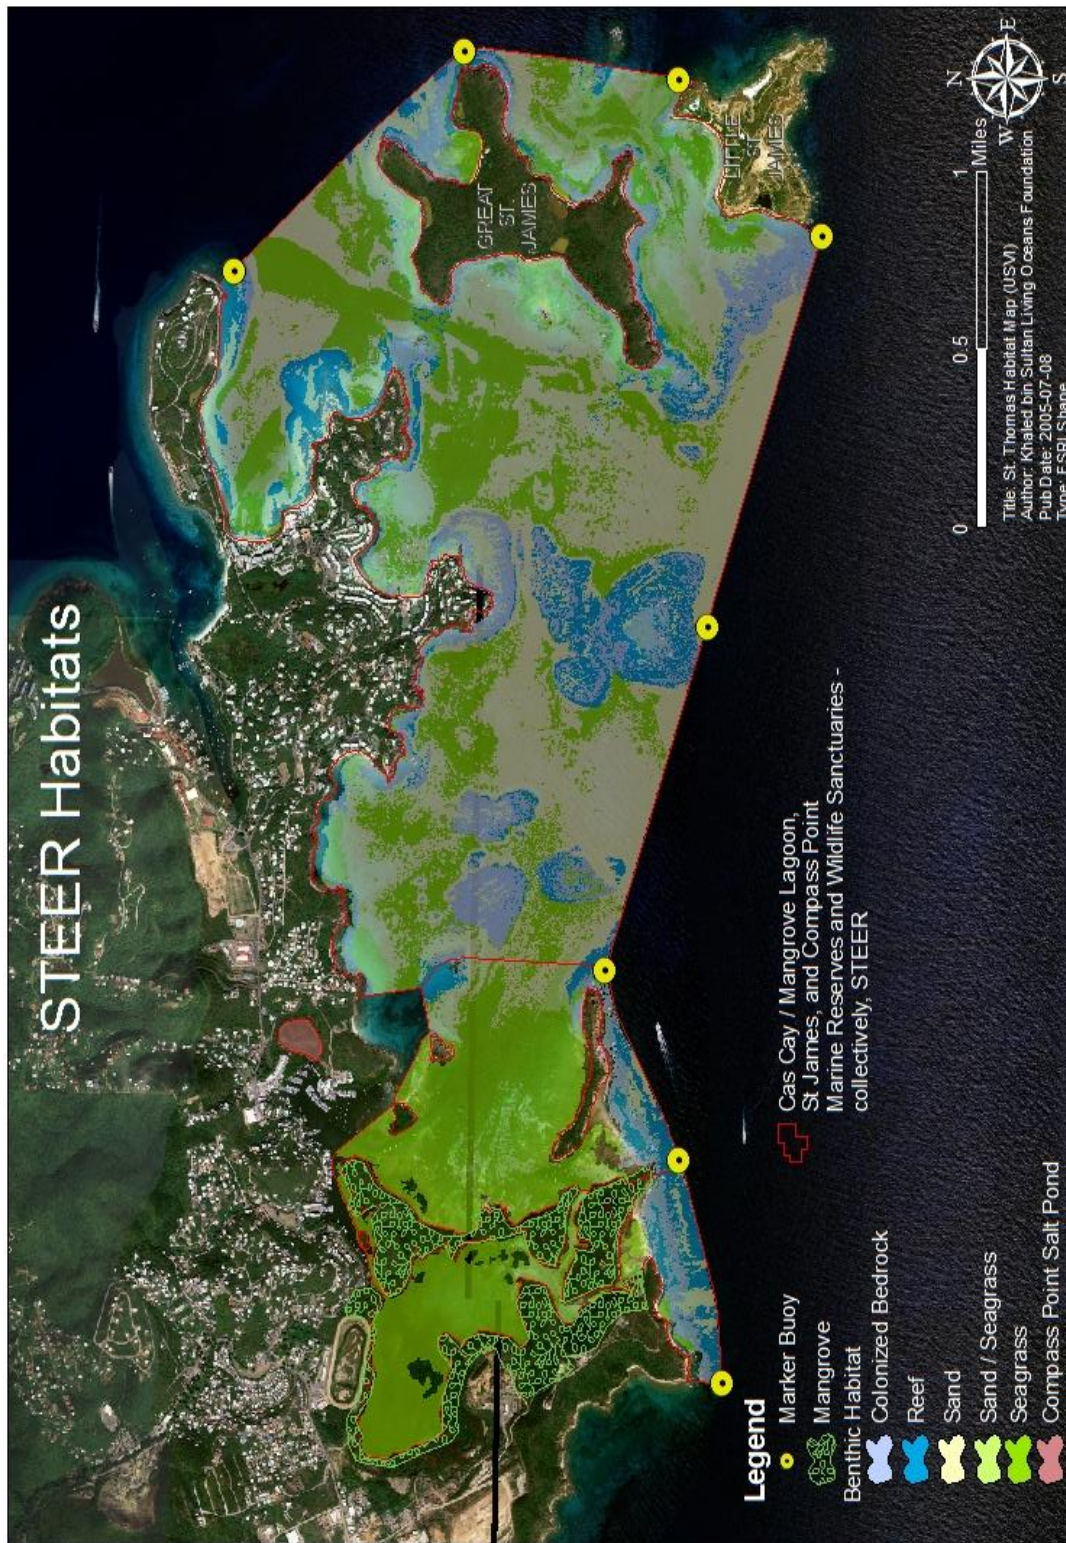 STEER Habitats
GREAT
ST.
JAMES
LITTLE
ST.
JAMES
N
E
W
S
0
0.5
1
Miles
Title: St. Thomas Habitat Map (USVI)
Author: Khaled bin Sultan Living Oceans Foundation
Pub Date: 2005-07-08
Type: ESRI Shape
Legend
Marker Buoy
Mangrove
Benthic Habitat
Colonized Bedrock
Reef
Sand
Sand / Seagrass
Seagrass
Compass Point Salt Pond
Cas Cay / Mangrove Lagoon,
St James, and Compass Point
Marine Reserves and Wildlife Sanctuaries -
collectively, STEER